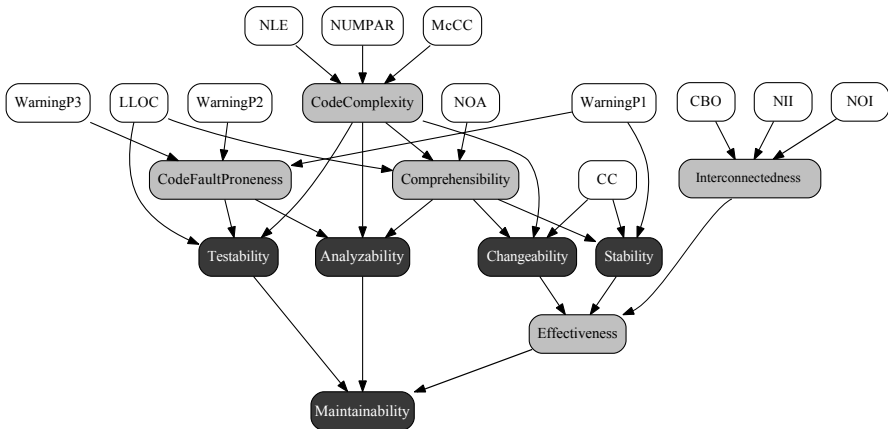 NLE
NUMPAR
McCC
WarningP3
LLOC
WarningP2
CodeComplexity
NOA
WarningP1
CBO
NII
NOI
CodeFaultProneness
Comprehensibility
CC
Interconnectedness
Testability
Analyzability
Changeability
Stability
Effectiveness
Maintainability